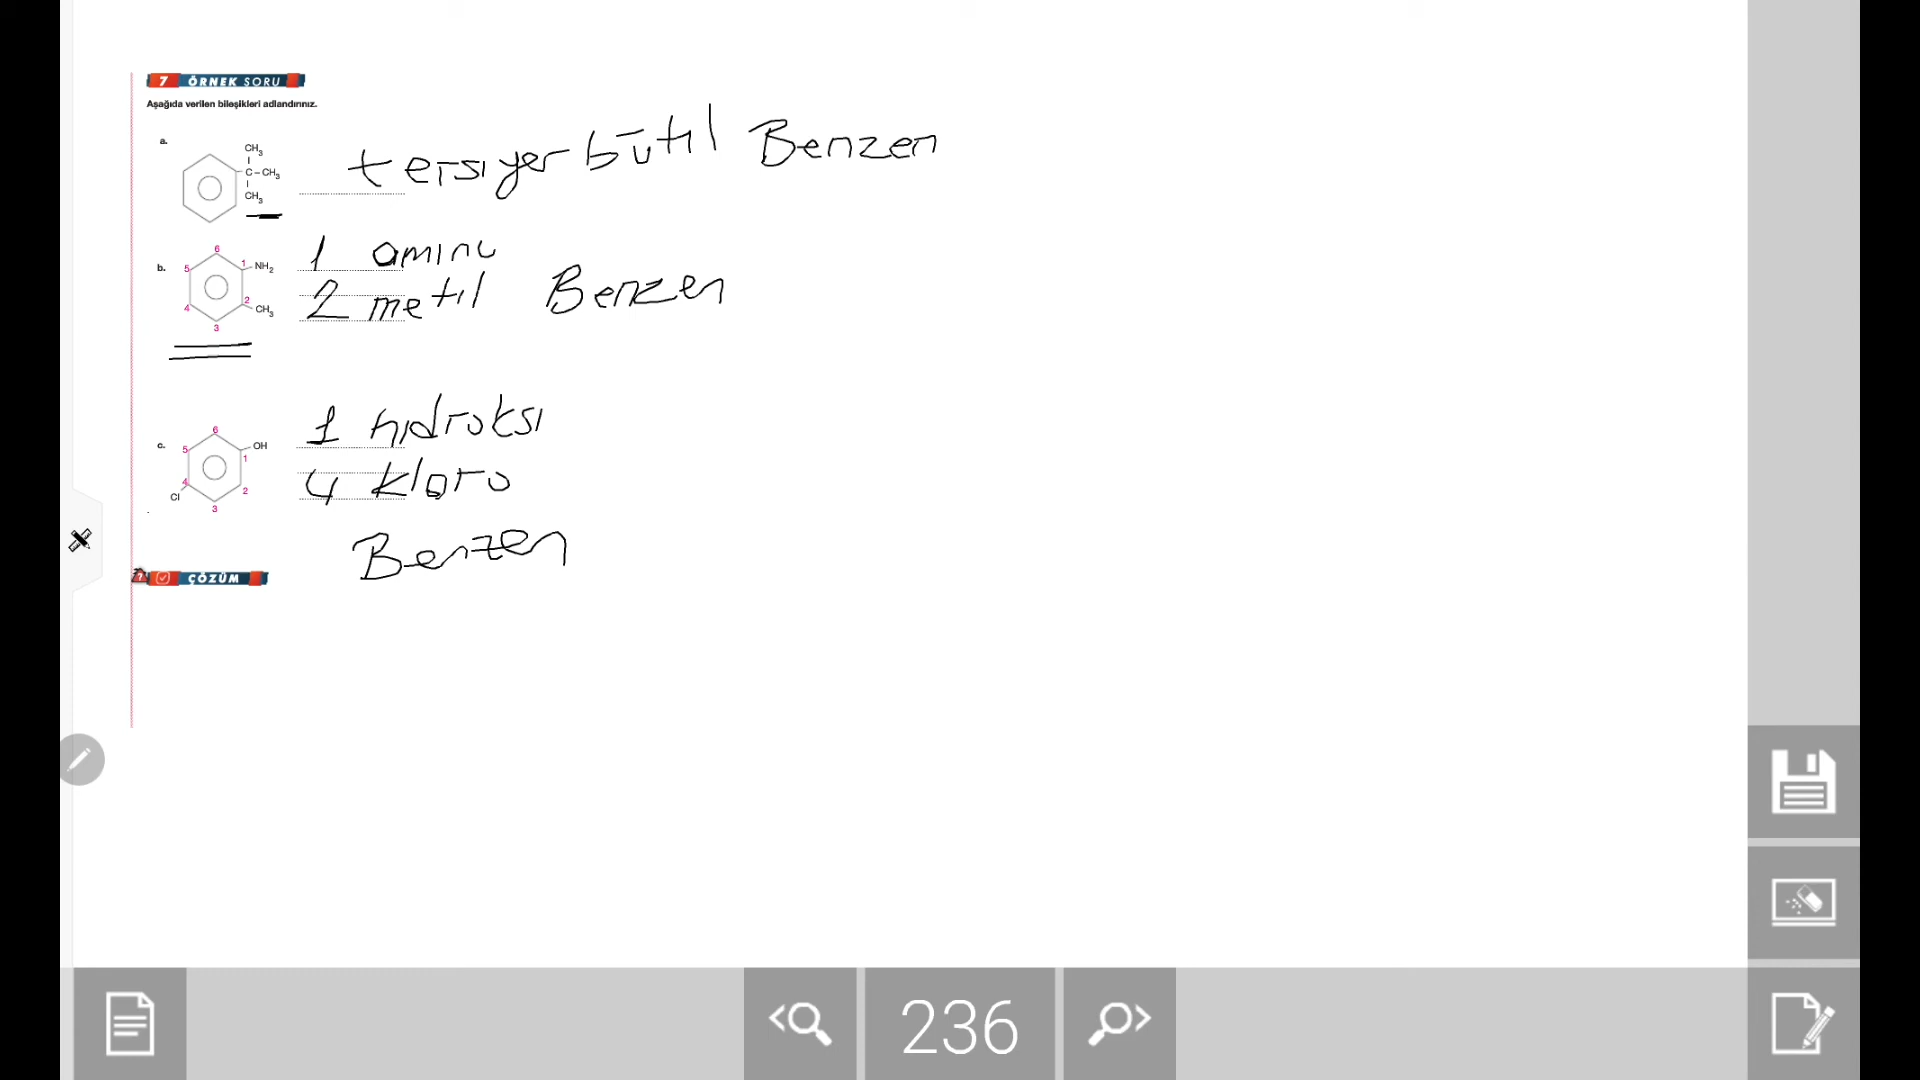 7 ÖRNEK SORU
Aşağıda verilen bileşikleri adlandırınız.
a.
CH3
C – CH3
CH3
tersiyer bütil Benzen
b.
6
5
1
NH2
4
2
CH3
3
1 amino
2 metil Benzen
c.
6
5
OH
1
4
Cl
2
3
1 hidroksi
4 kloro
Benzen
ÇÖZÜM
236